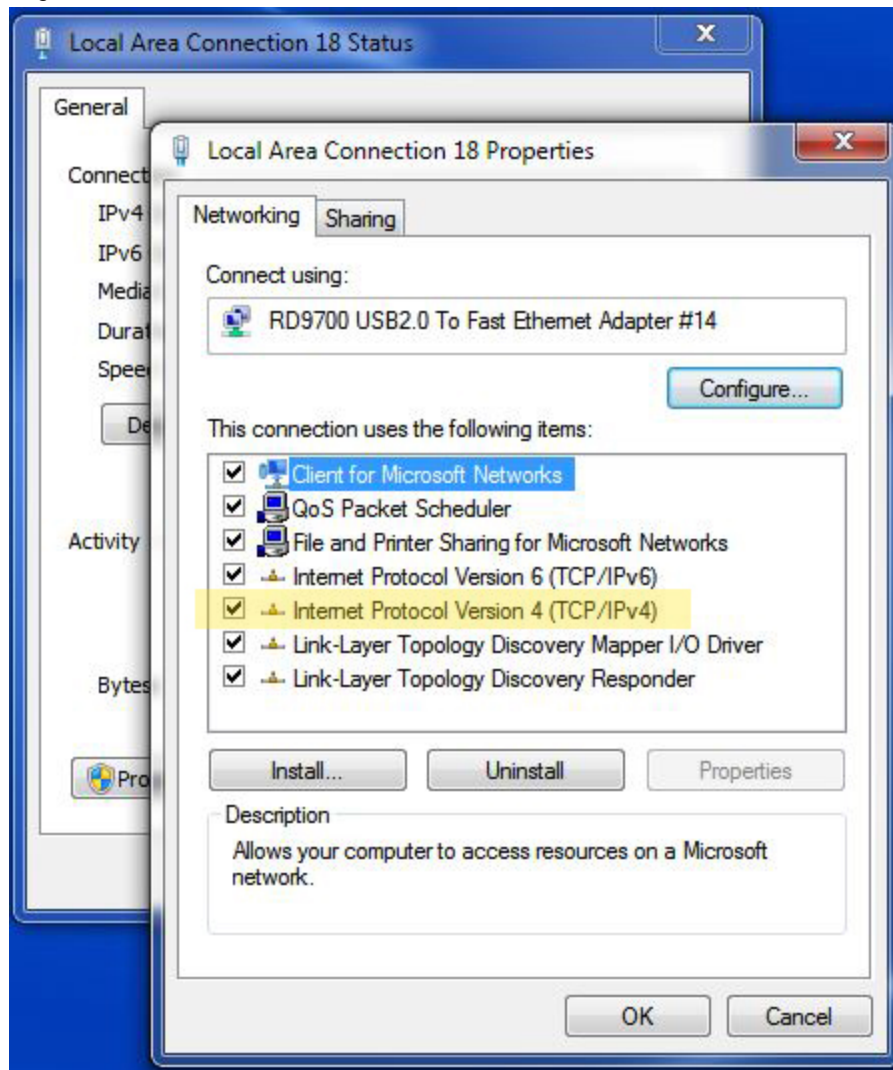 Local Area Connection 18 Status
General
Connect
IPv4
IPv6
Media
Durat
Spee
De
Activity
Bytes
Pro
Local Area Connection 18 Properties
Networking
Sharing
Connect using:
RD9700 USB2.0 To Fast Ethernet Adapter #14
Configure...
This connection uses the following items:
Client for Microsoft Networks
QoS Packet Scheduler
File and Printer Sharing for Microsoft Networks
Internet Protocol Version 6 (TCP/IPv6)
Internet Protocol Version 4 (TCP/IPv4)
Link-Layer Topology Discovery Mapper I/O Driver
Link-Layer Topology Discovery Responder
Install...
Uninstall
Properties
Description
Allows your computer to access resources on a Microsoft
network.
OK
Cancel